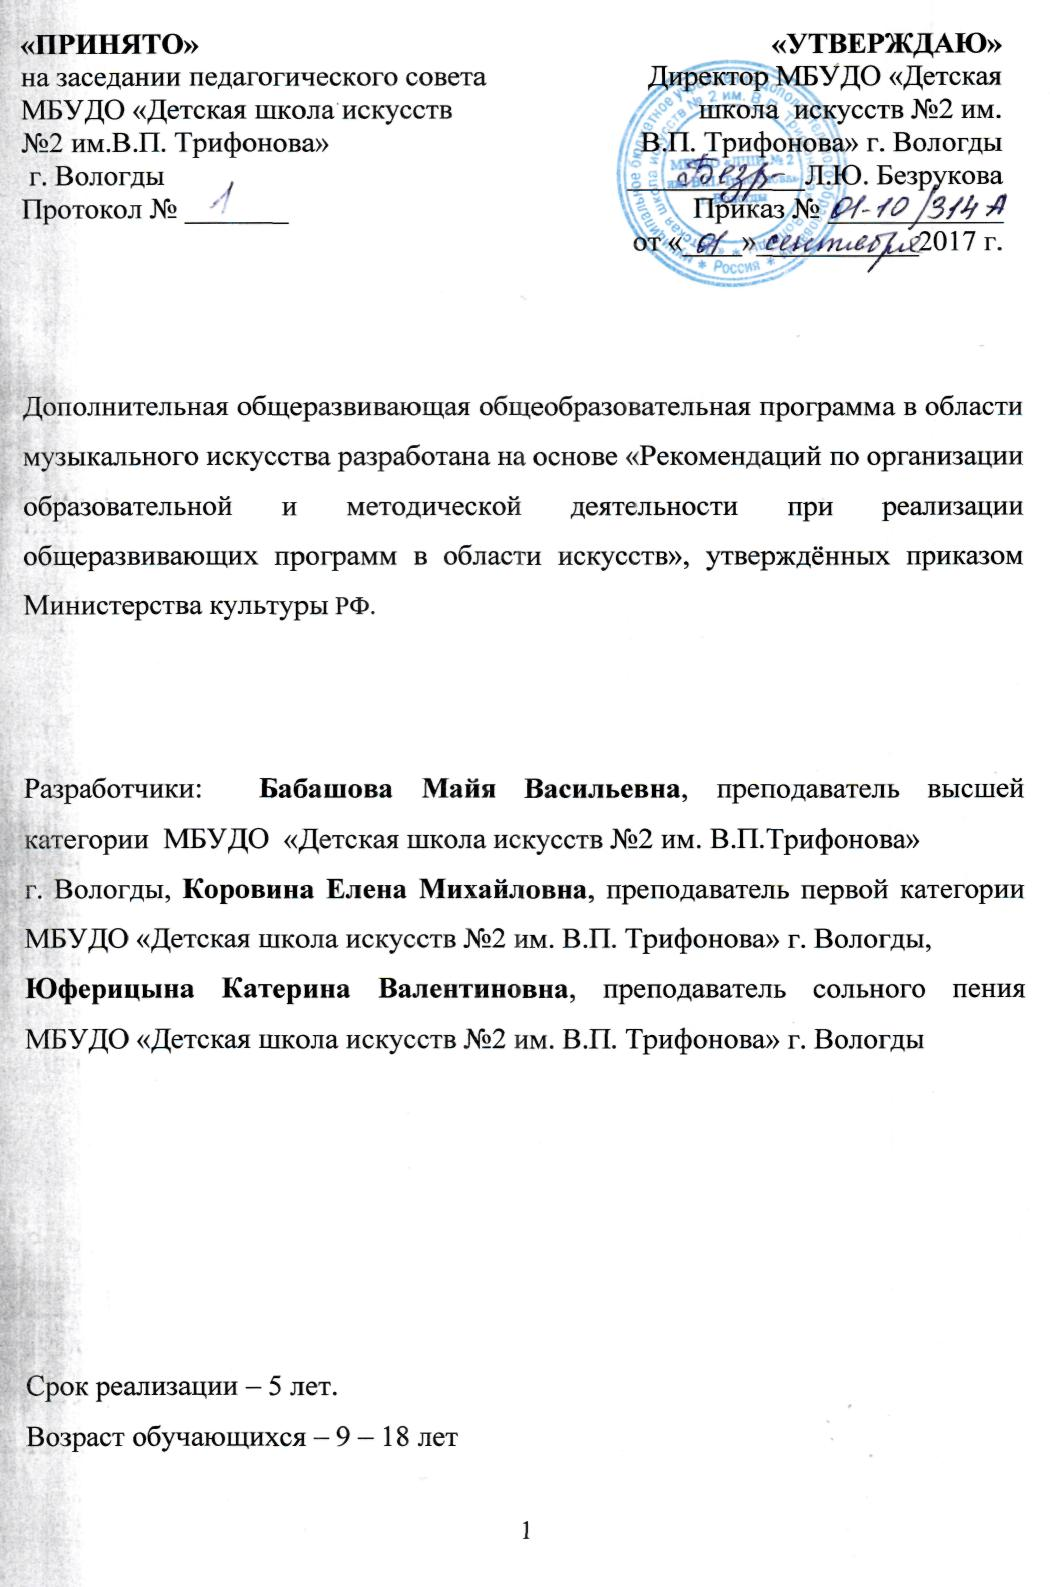 «ПРИНЯТО»
на заседании педагогического совета
МБУДО «Детская школа искусств
№2 им.В.П. Трифонова»
г. Вологды
Протокол № 1
«УТВЕРЖДАЮ»
Директор МБУДО «Детская
школа искусств №2 им.
В.П. Трифонова» г. Вологды
Л.Ю. Безрукова
Приказ № 01-10/314 А
от « 01 » сентября 2017 г.
Дополнительная общеразвивающая общеобразовательная программа в области
музыкального искусства разработана на основе «Рекомендаций по организации
образовательной и методической деятельности при реализации
общеразвивающих программ в области искусств», утверждённых приказом
Министерства культуры РФ.
Разработчики: Бабашова Майя Васильевна, преподаватель высшей
категории МБУДО «Детская школа искусств №2 им. В.П.Трифонова»
г. Вологды, Коровина Елена Михайловна, преподаватель первой категории
МБУДО «Детская школа искусств №2 им. В.П. Трифонова» г. Вологды,
Юферицына Катерина Валентиновна, преподаватель сольного пения
МБУДО «Детская школа искусств №2 им. В.П. Трифонова» г. Вологды
Срок реализации – 5 лет.
Возраст обучающихся – 9 – 18 лет
1